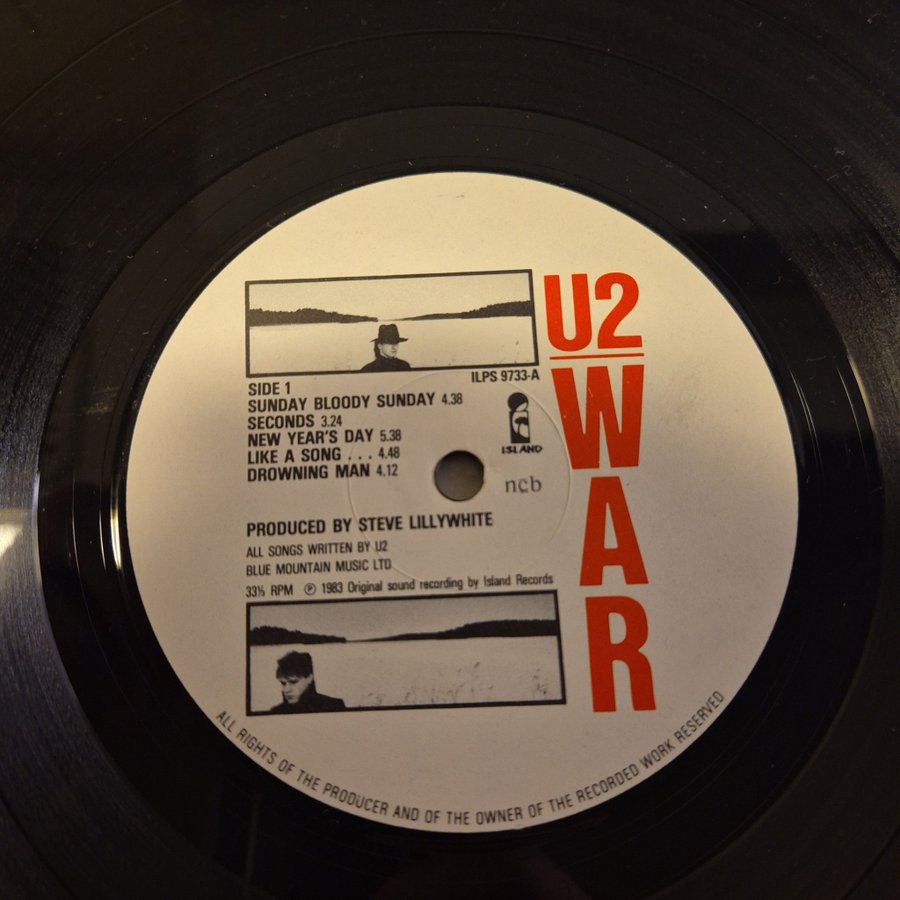 U2
WAR
ILPS 9733-A
SIDE 1
SUNDAY BLOODY SUNDAY 4.38
SECONDS 3.24
NEW YEAR'S DAY 5.38
LIKE A SONG . . . 4.48
DROWNING MAN 4.12
ISLAND
ncb
PRODUCED BY STEVE LILLYWHITE
ALL SONGS WRITTEN BY U2
BLUE MOUNTAIN MUSIC LTD
33⅓ RPM ℗ 1983 Original sound recording by Island Records
ALL RIGHTS OF THE PRODUCER AND OF THE OWNER OF THE RECORDED WORK RESERVED